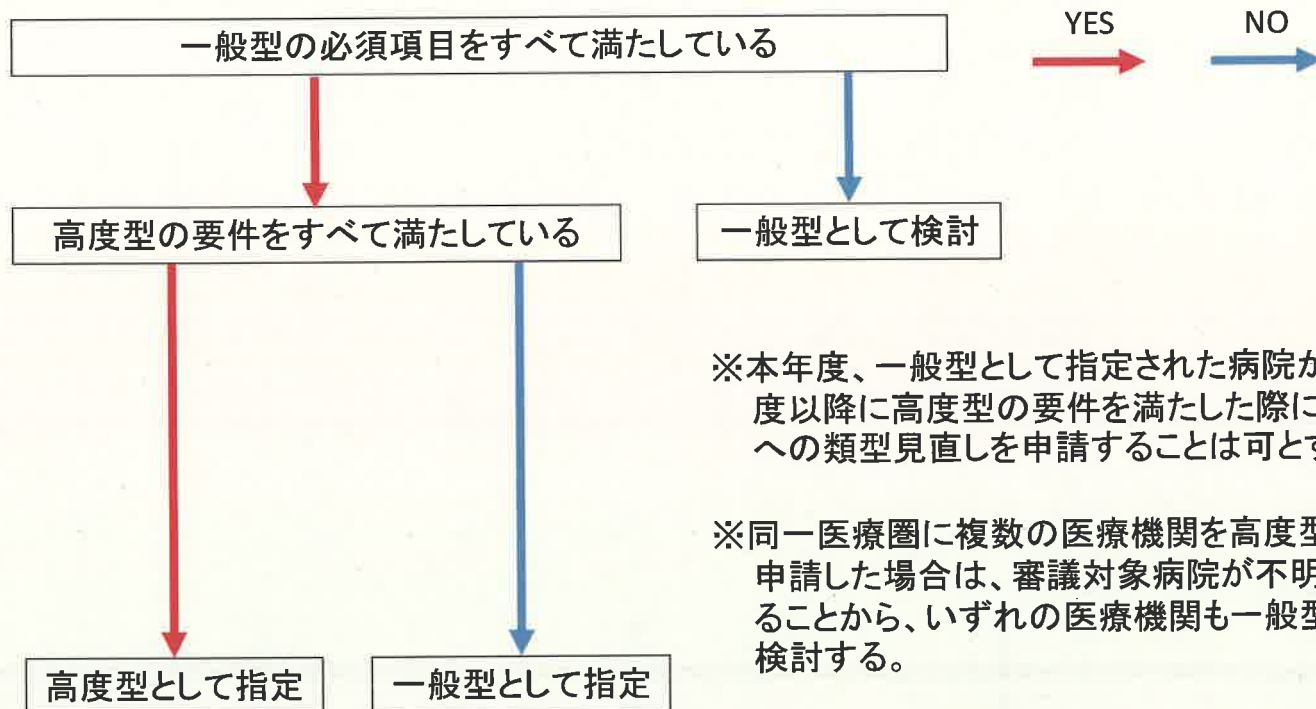 一般型の必須項目をすべて満たしている
YES
NO
高度型の要件をすべて満たしている
一般型として検討
※本年度、一般型として指定された病院が
度以降に高度型の要件を満たした際に
への類型見直しを申請することは可とす
※同一医療圏に複数の医療機関を高度型
申請した場合は、審議対象病院が不明
ることから、いずれの医療機関も一般型
検討する。
高度型として指定
一般型として指定